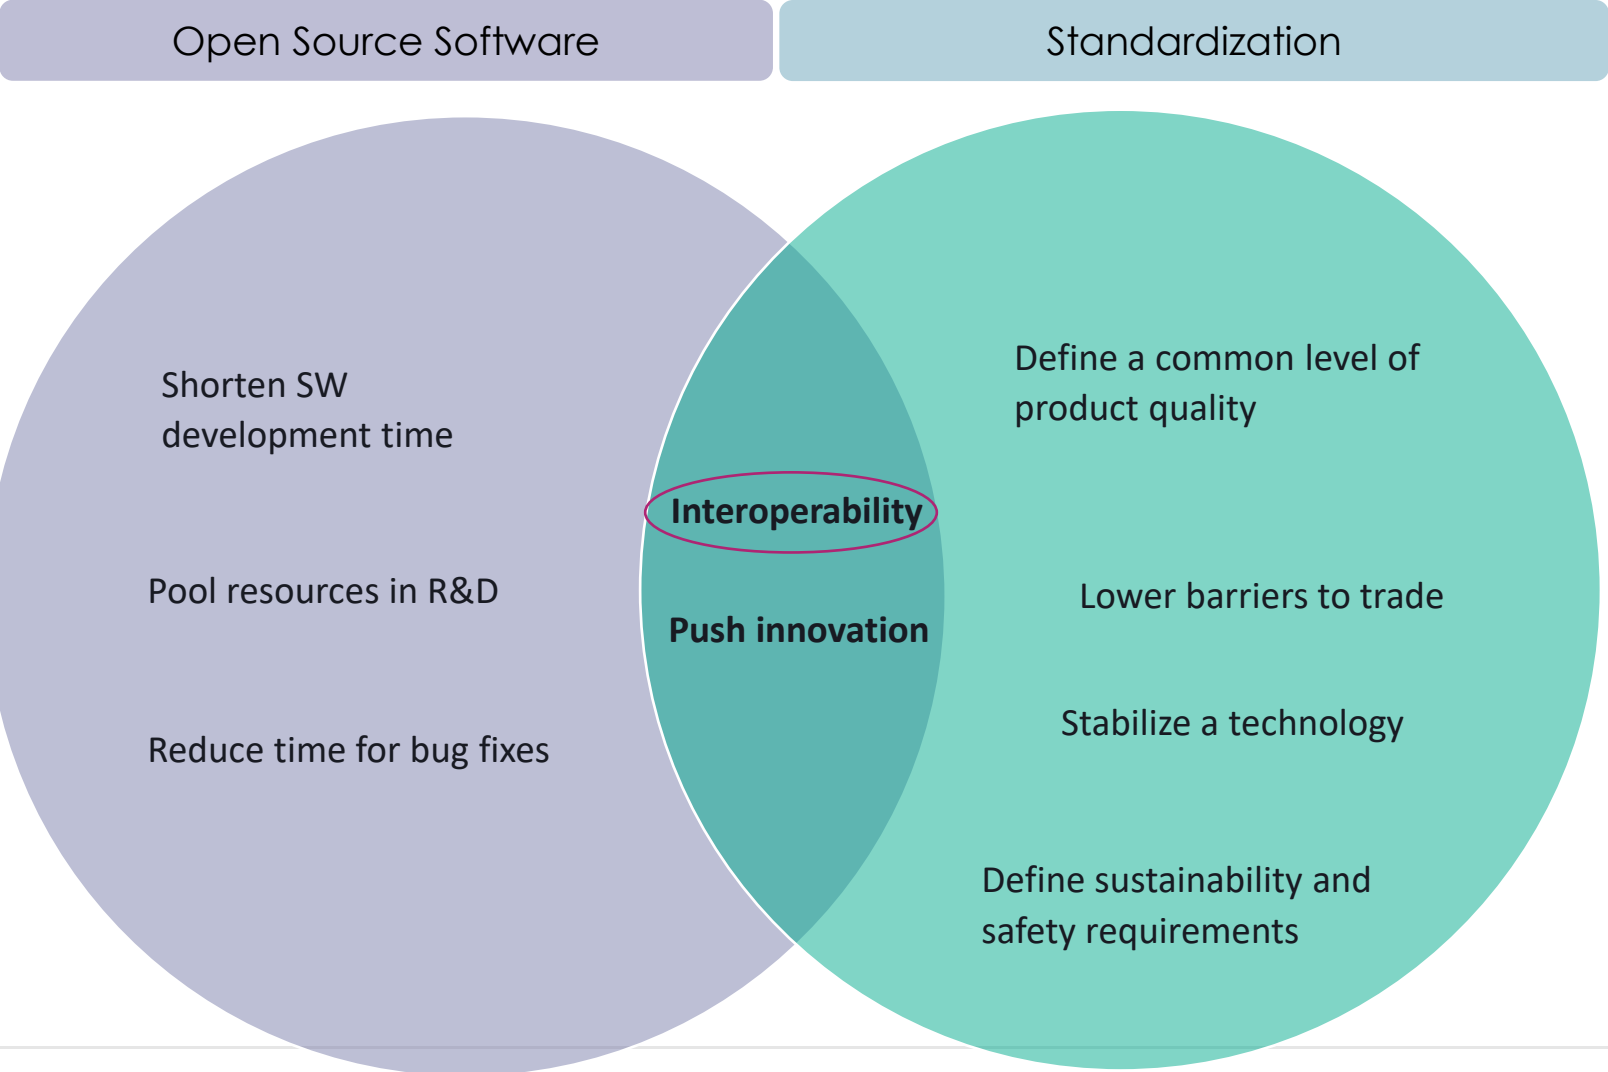 Open Source Software
Standardization
Shorten SW
development time
Pool resources in R&D
Reduce time for bug fixes
Interoperability
Push innovation
Define a common level of
product quality
Lower barriers to trade
Stabilize a technology
Define sustainability and
safety requirements